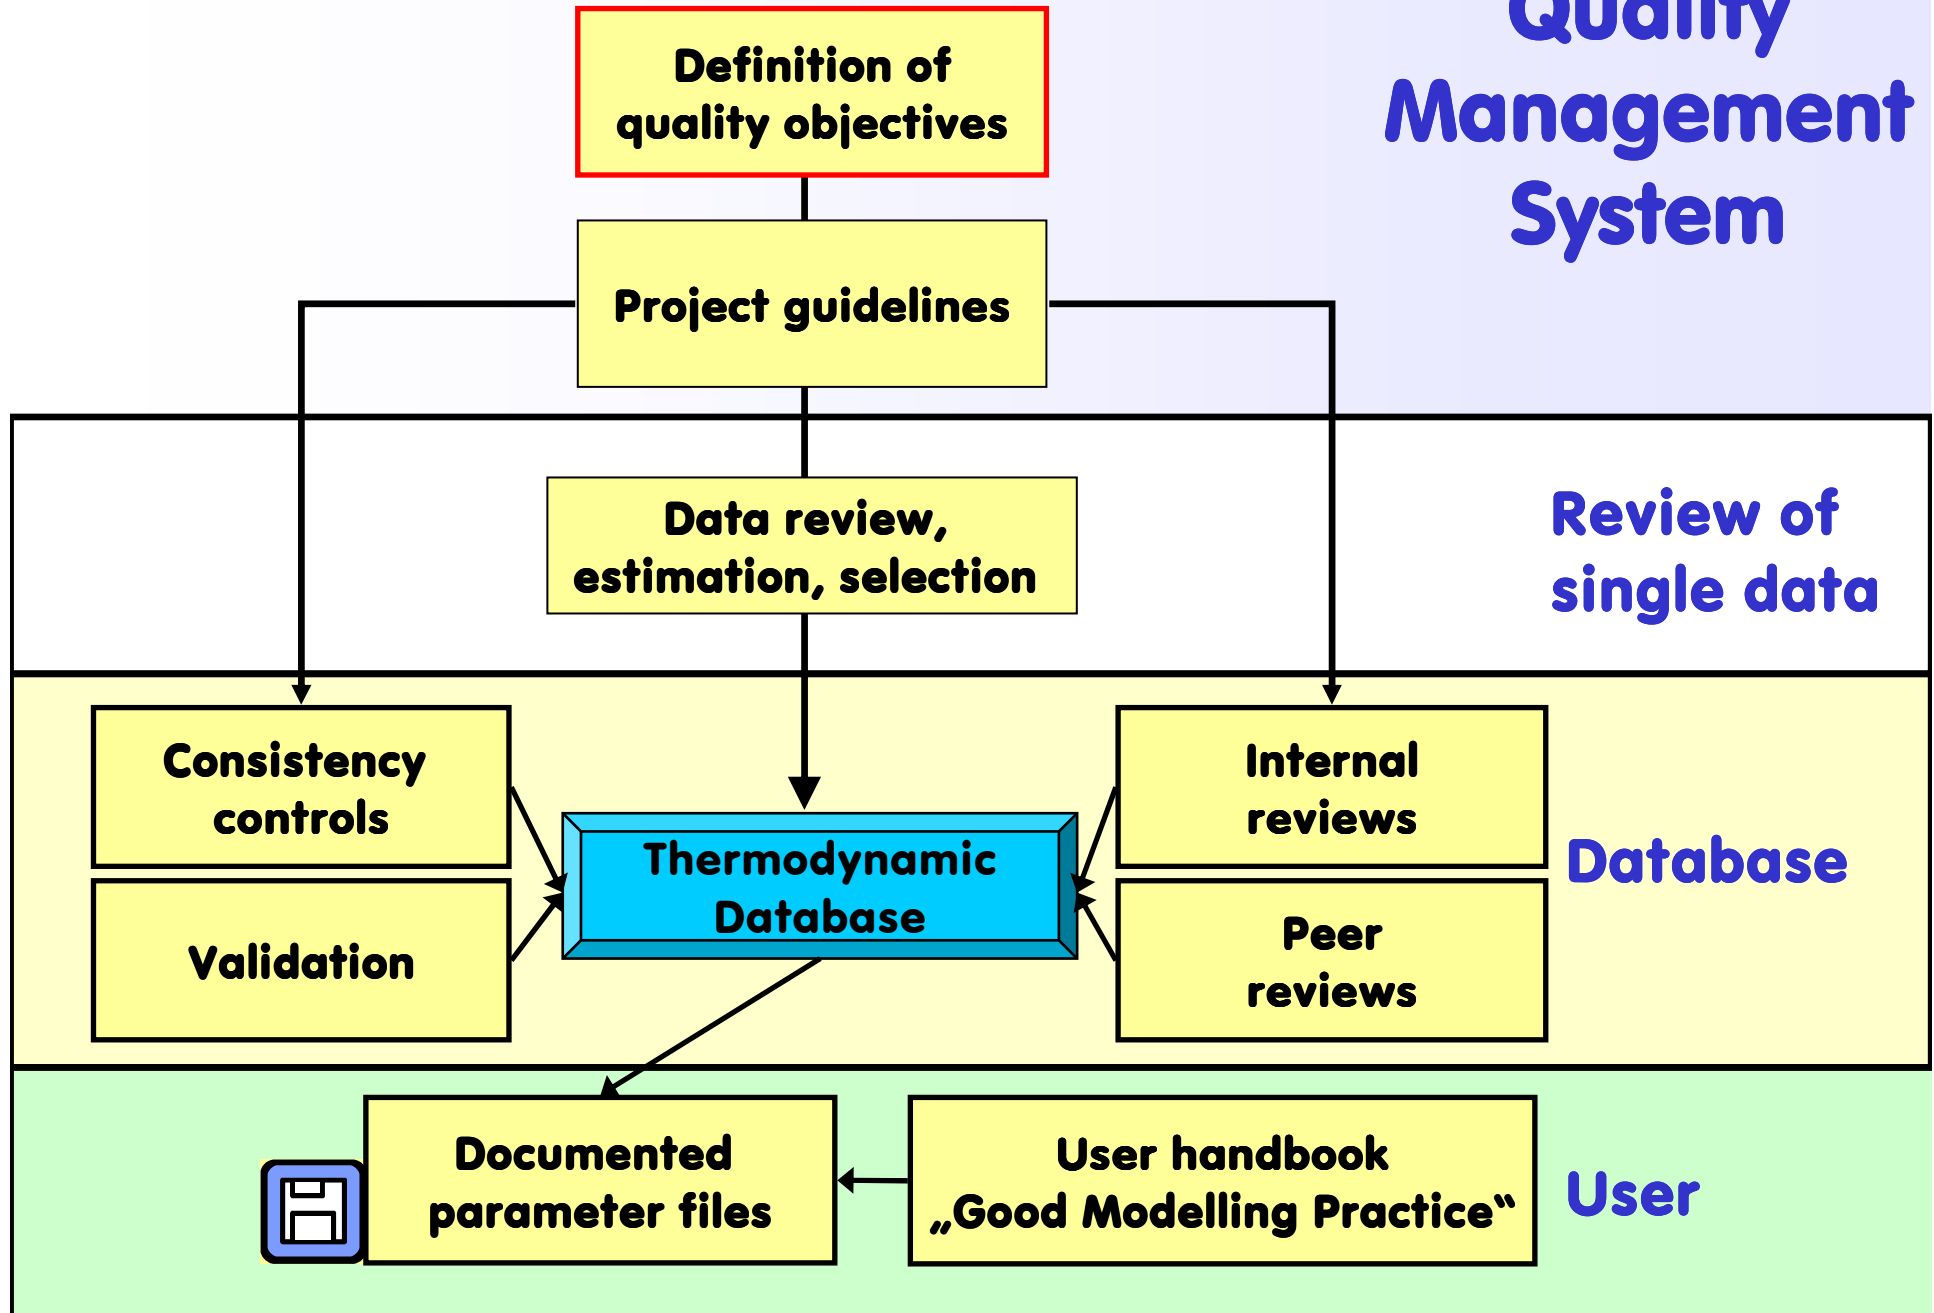 Quality
Management
System
Definition of
quality objectives
Project guidelines
Data review,
estimation, selection
Review of
single data
Consistency
controls
Validation
Thermodynamic
Database
Internal
reviews
Peer
reviews
Database
Documented
parameter files
User handbook
„Good Modelling Practice“
User